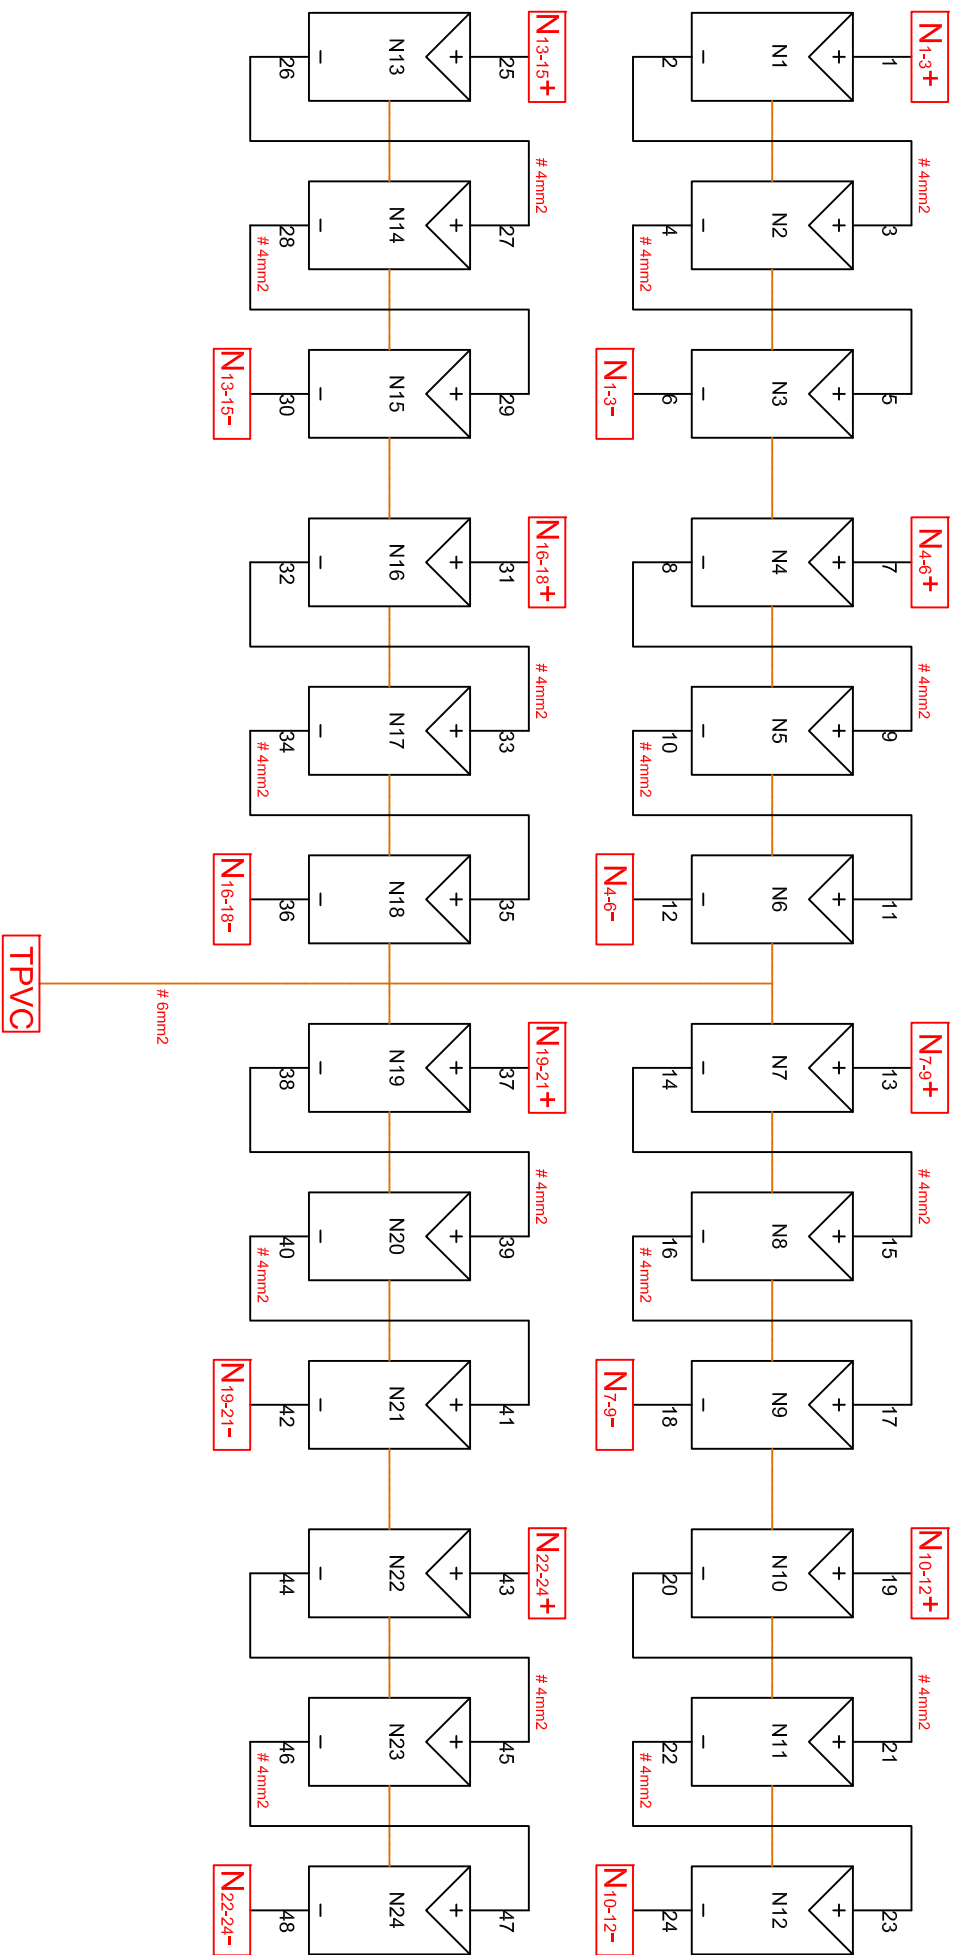 N1-3+ N4-6+ N7-9+ N10-12+
# 4mm2 # 4mm2 # 4mm2 # 4mm2
1 3 5 7 9 11 13 15 17 19 21 23
+ + + + + + + + + + + +
N1 N2 N3 N4 N5 N6 N7 N8 N9 N10 N11 N12
- - - - - - - - - - - -
2 4 6 8 10 12 14 16 18 20 22 24
# 4mm2 # 4mm2 # 4mm2 # 4mm2
N1-3- N4-6- N7-9- N10-12-
N13-15+ N16-18+ N19-21+ N22-24+
# 4mm2 # 4mm2 # 4mm2 # 4mm2
25 27 29 31 33 35 37 39 41 43 45 47
+ + + + + + + + + + + +
N13 N14 N15 N16 N17 N18 N19 N20 N21 N22 N23 N24
- - - - - - - - - - - -
26 28 30 32 34 36 38 40 42 44 46 48
# 4mm2 # 4mm2 # 4mm2 # 4mm2
N13-15- N16-18- N19-21- N22-24-
# 6mm2
TPVC